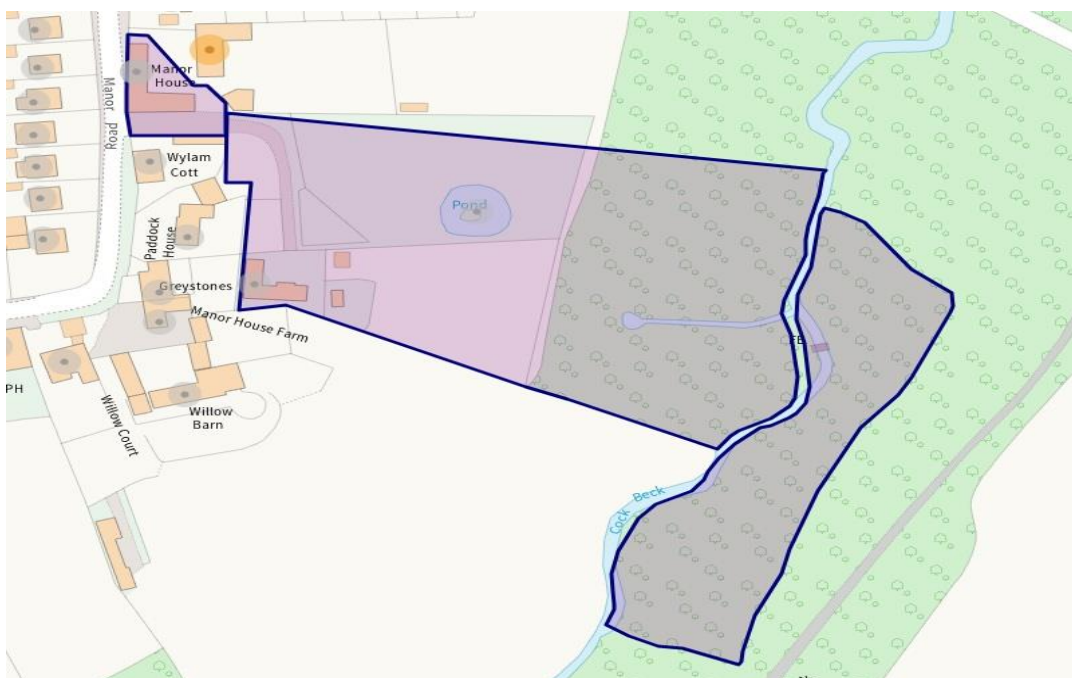 Manor
House
Manor Road
Wylam
Cott
Pond
Paddock
House
Greystones
Manor House Farm
FB
PH
Willow Court
Willow
Barn
Cock Beck